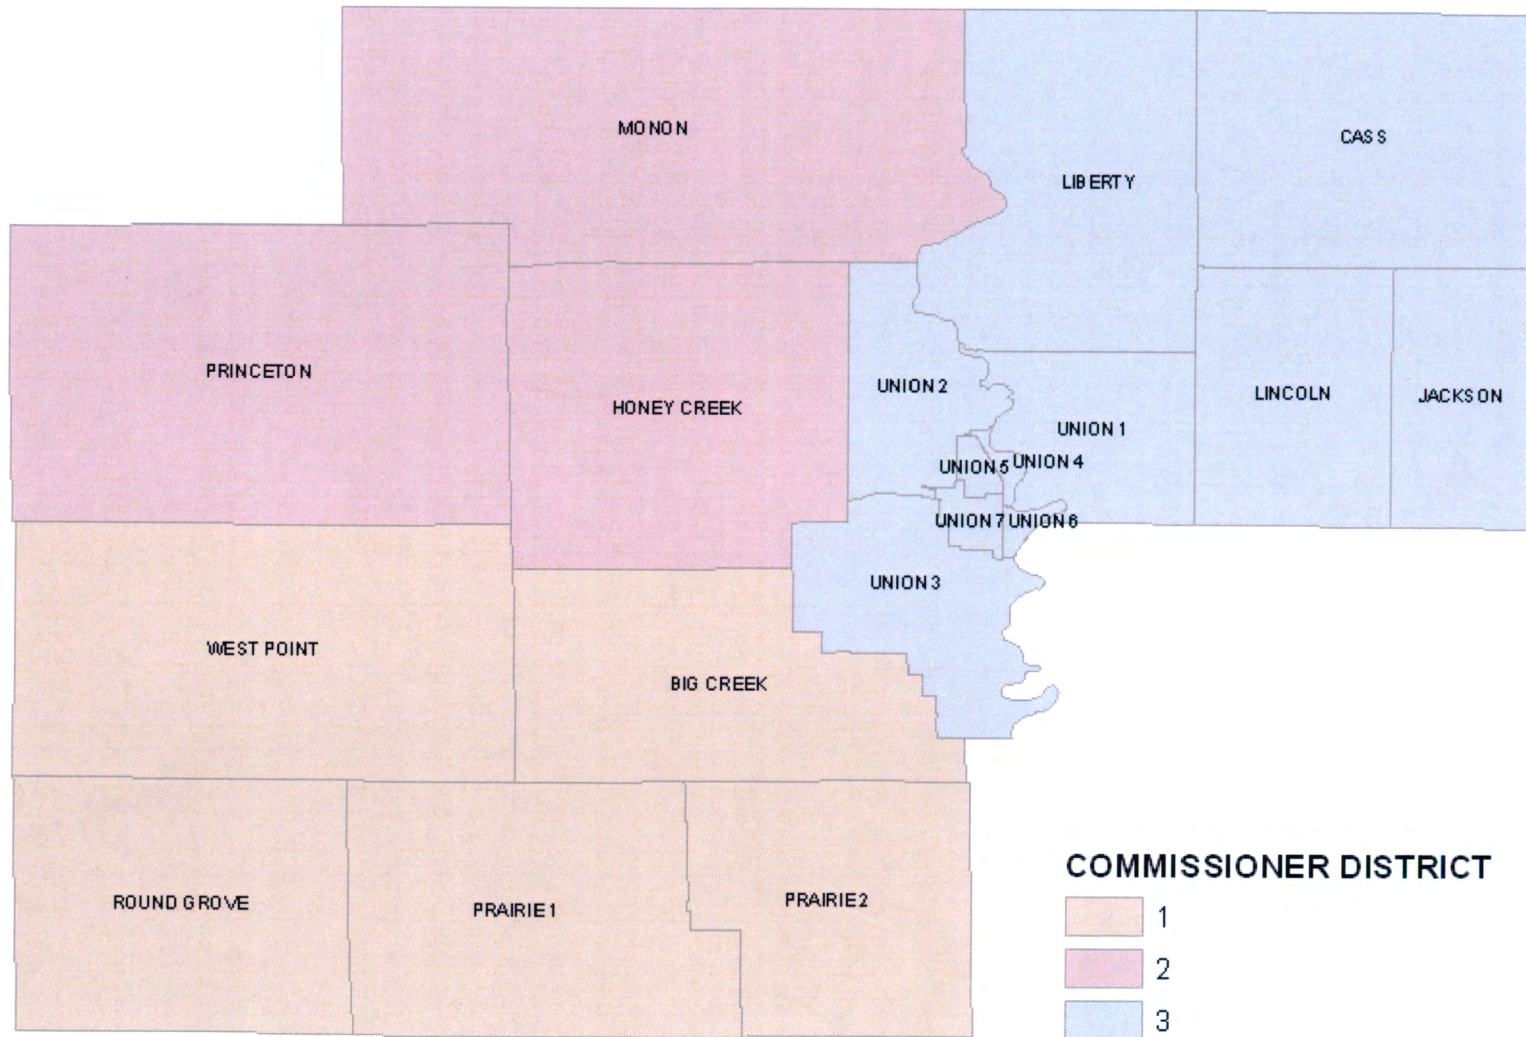 MONON
CASS
LIBERTY
PRINCETON
HONEY CREEK
UNION 2
LINCOLN
JACKSON
UNION 1
UNION 5
UNION 4
UNION 7
UNION 6
UNION 3
WEST POINT
BIG CREEK
ROUND GROVE
PRAIRIE 1
PRAIRIE 2
COMMISSIONER DISTRICT
1
2
3